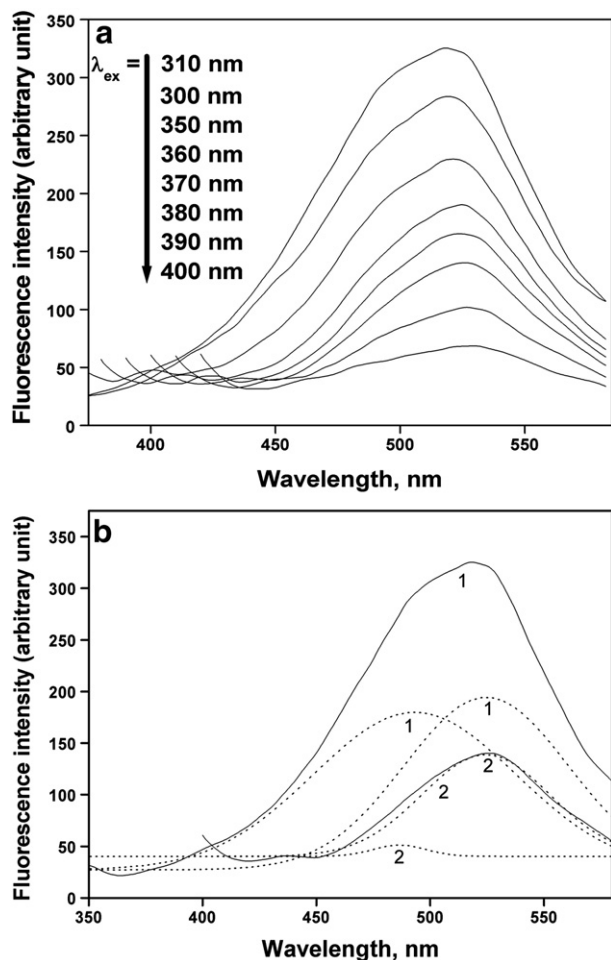 a
350
300
250
200
150
100
50
0
Fluorescence intensity (arbitrary unit)
λex =
310 nm
300 nm
350 nm
360 nm
370 nm
380 nm
390 nm
400 nm
400 450 500 550
Wavelength, nm
b
350
300
250
200
150
100
50
0
Fluorescence intensity (arbitrary unit)
1
1
1
2
2
2
350 400 450 500 550
Wavelength, nm